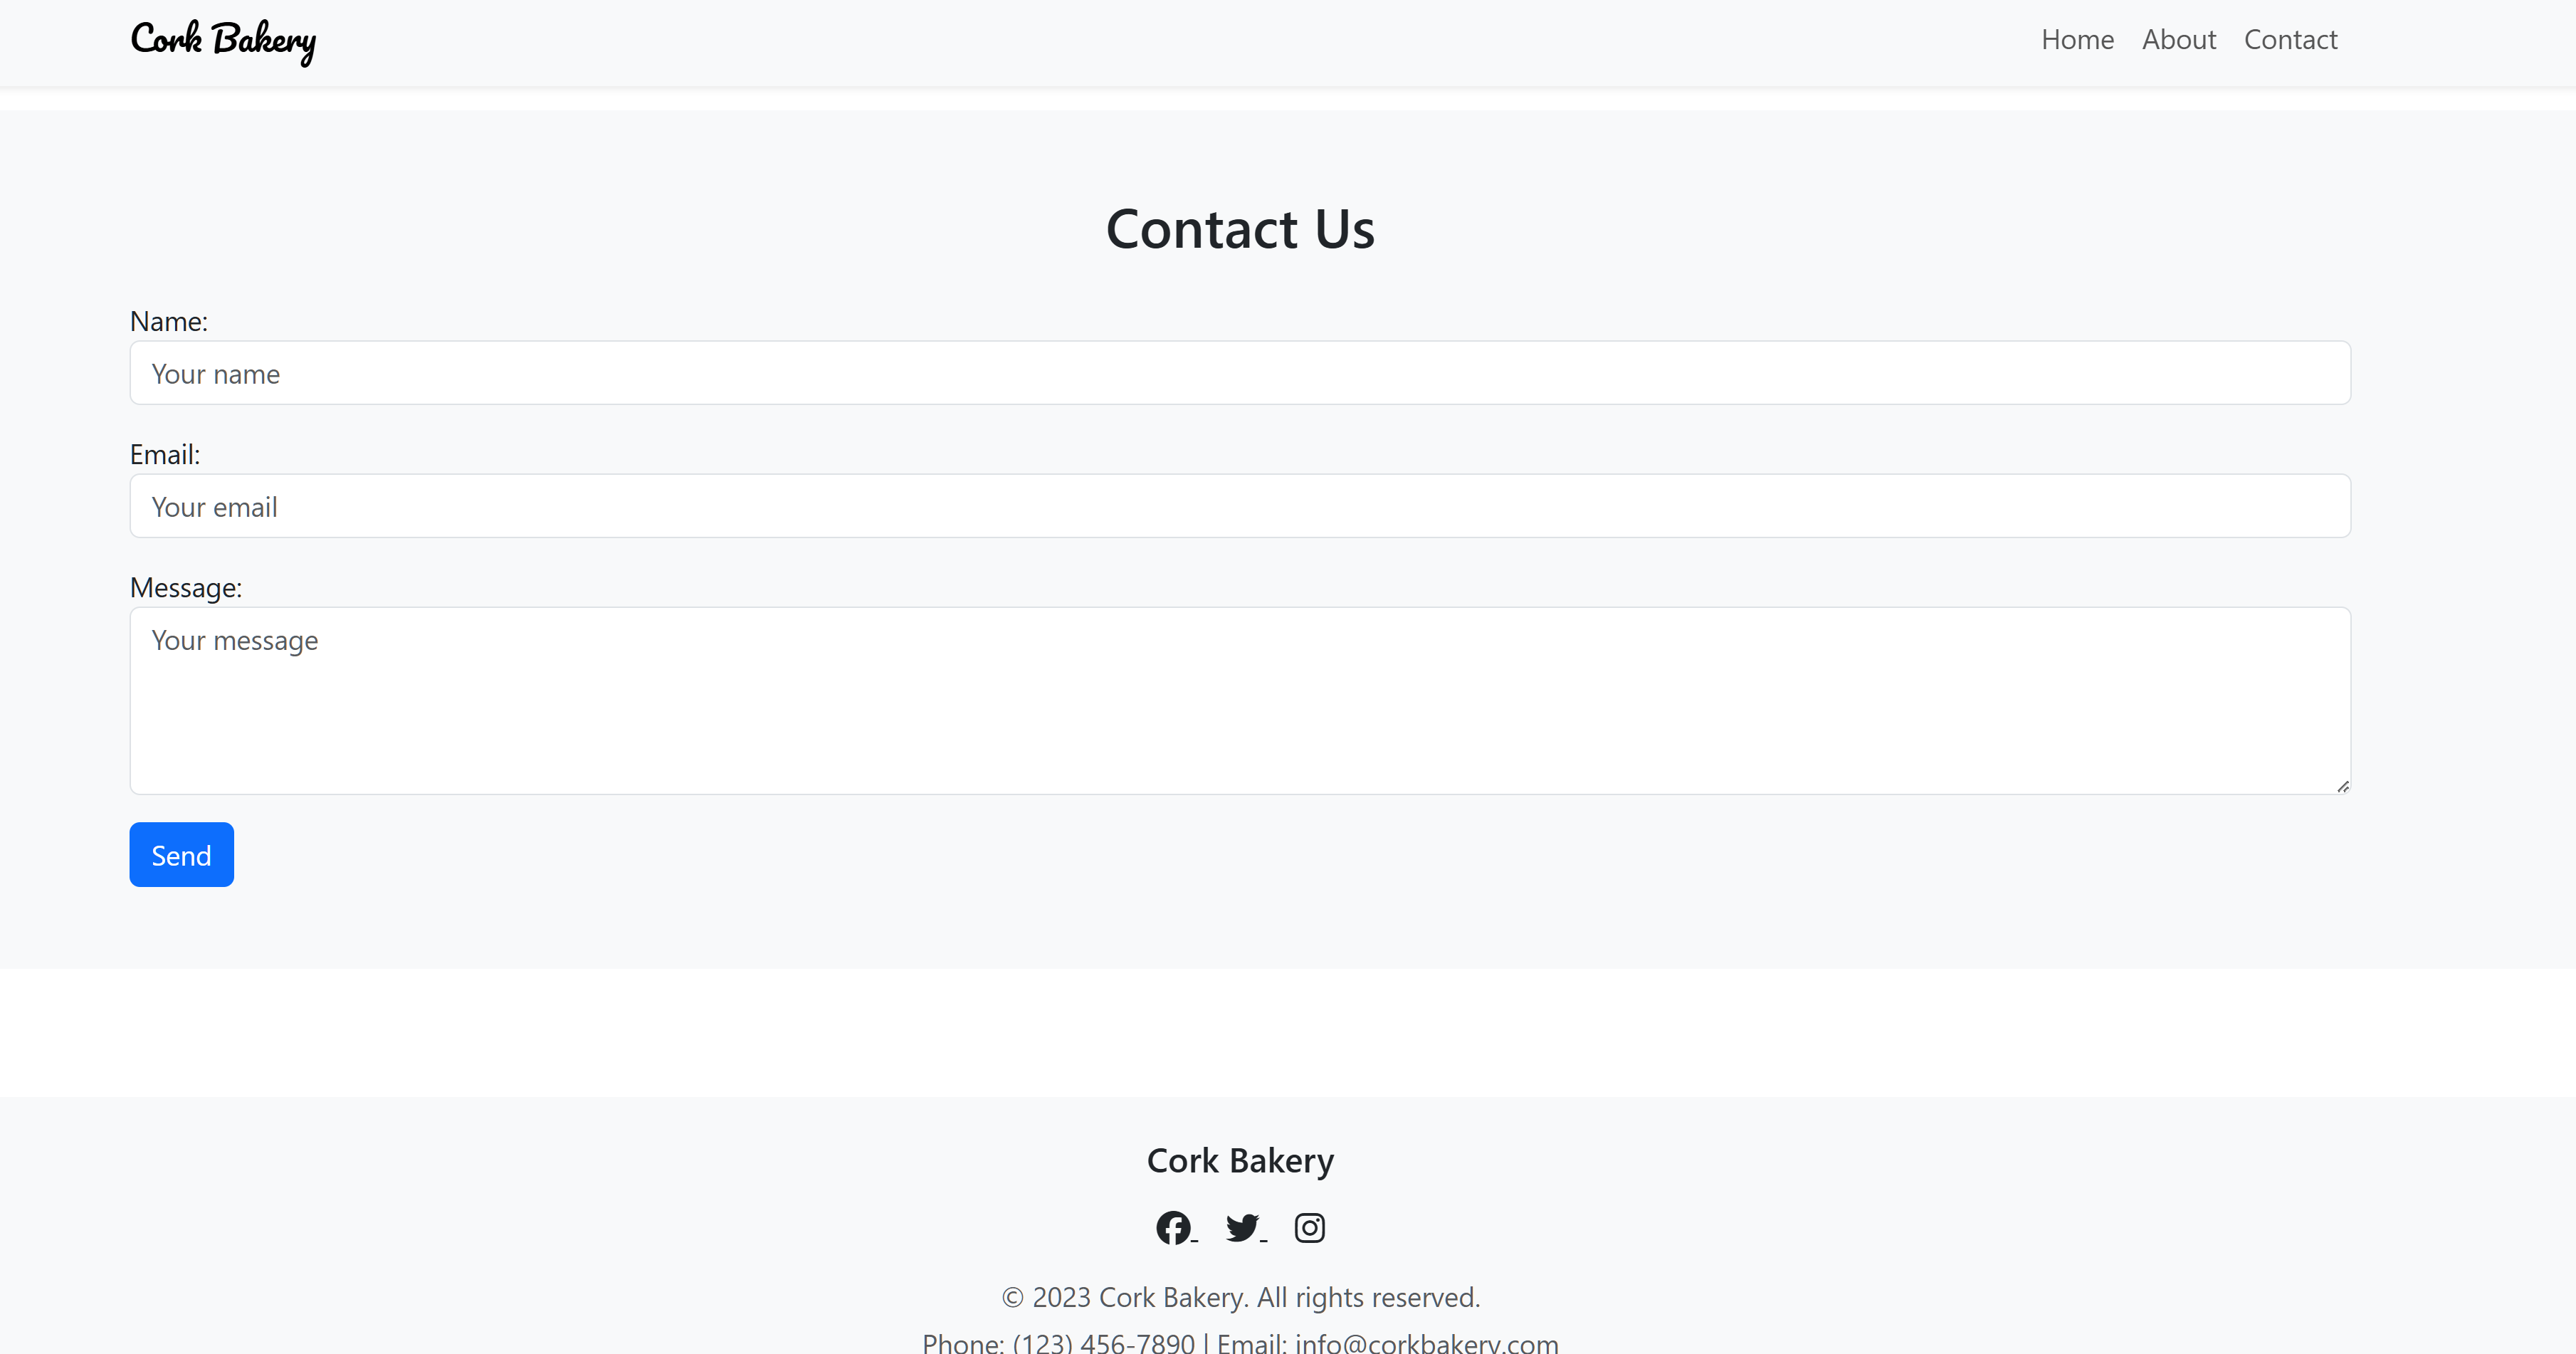 Cork Bakery
Home About Contact
Contact Us
Name:
Your name
Email:
Your email
Message:
Your message
Send
Cork Bakery
© 2023 Cork Bakery. All rights reserved.
Phone: (123) 456-7890 | Email: info@corkbakery.com